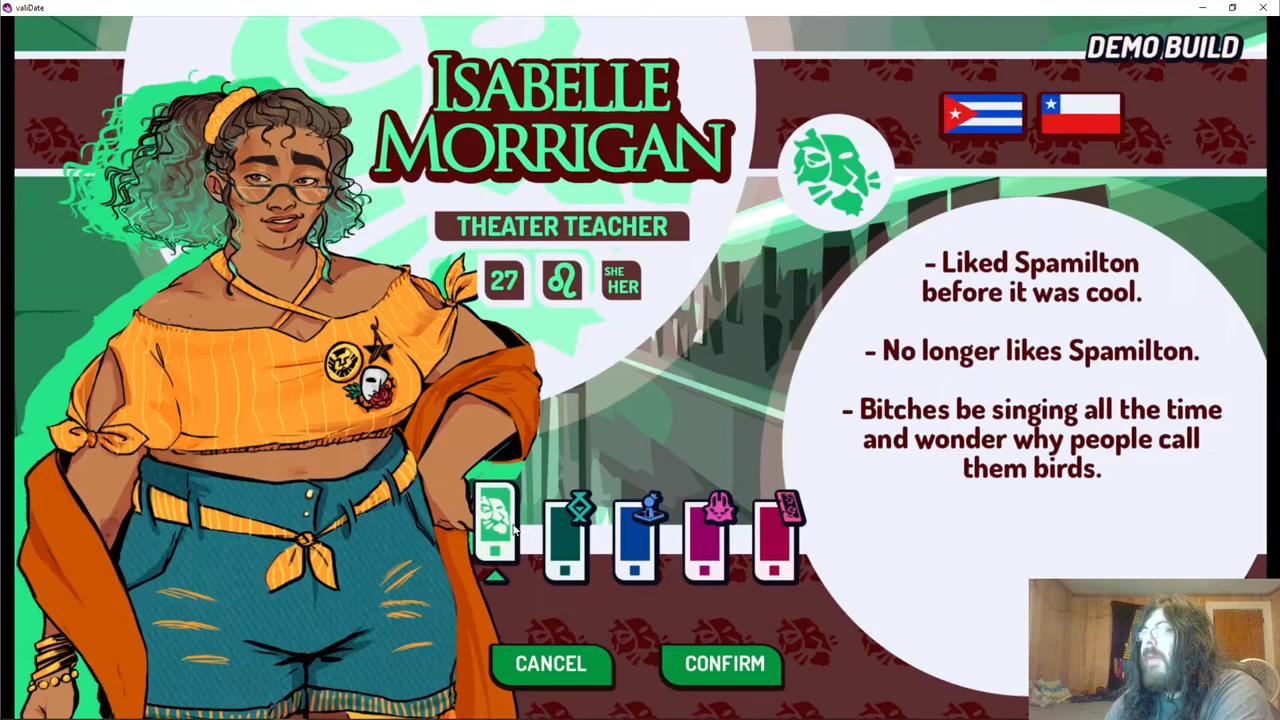 valiDate
DEMO BUILD
ISABELLE
MORRIGAN
THEATER TEACHER
27
SHE
HER
- Liked Spamilton
before it was cool.
- No longer likes Spamilton.
- Bitches be singing all the time
and wonder why people call
them birds.
CANCEL
CONFIRM